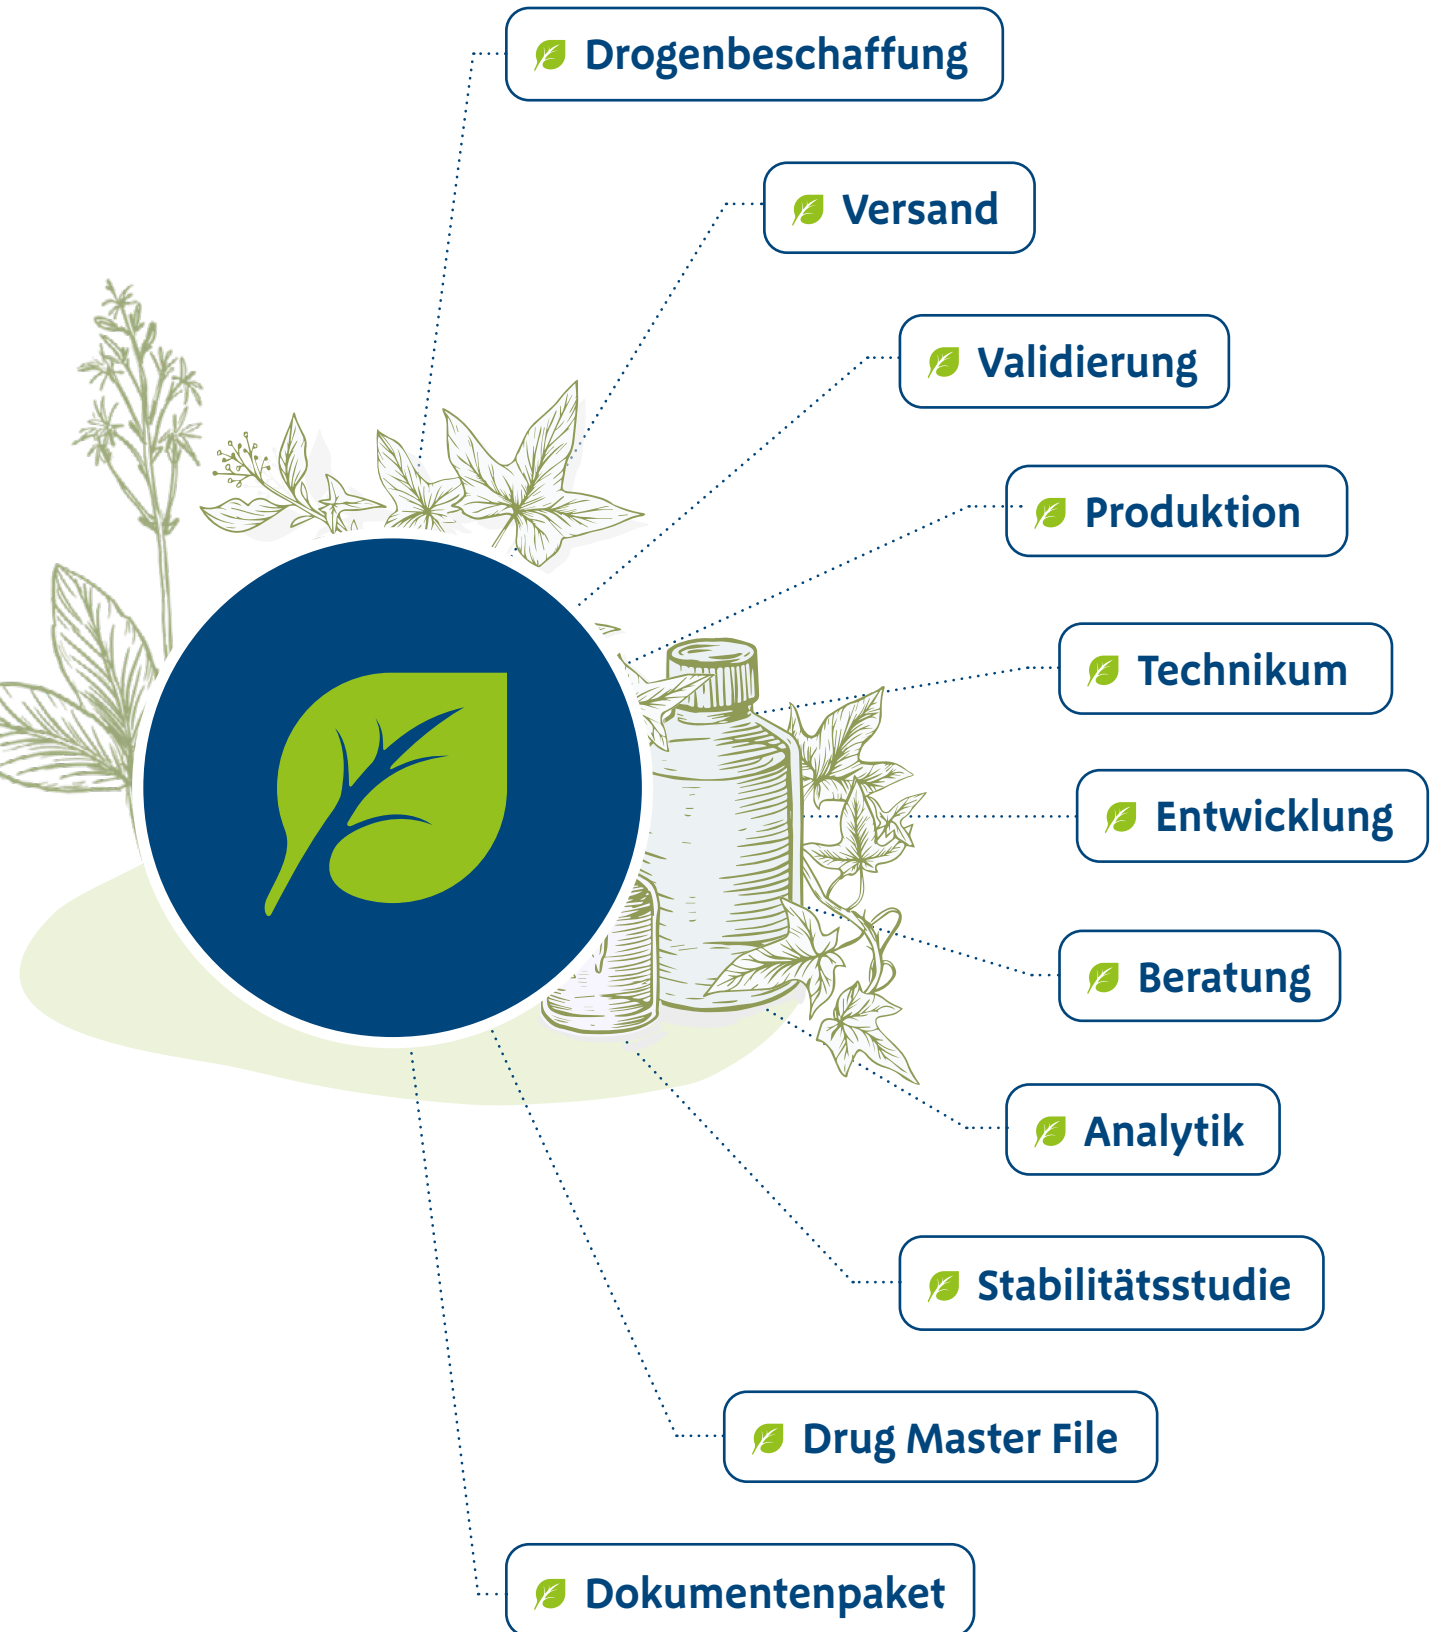 Drogenbeschaffung
Versand
Validierung
Produktion
Technikum
Entwicklung
Beratung
Analytik
Stabilitätsstudie
Drug Master File
Dokumentenpaket